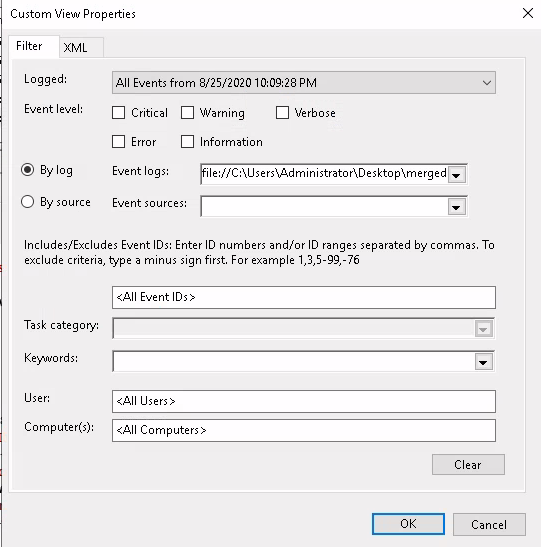 Custom View Properties
Filter XML
Logged: All Events from 8/25/2020 10:09:28 PM
Event level: Critical Warning Verbose
Error Information
By log Event logs: file://C:\Users\Administrator\Desktop\merged
By source Event sources:
Includes/Excludes Event IDs: Enter ID numbers and/or ID ranges separated by commas. To
exclude criteria, type a minus sign first. For example 1,3,5-99,-76
<All Event IDs>
Task category:
Keywords:
User: <All Users>
Computer(s): <All Computers>
Clear
OK Cancel